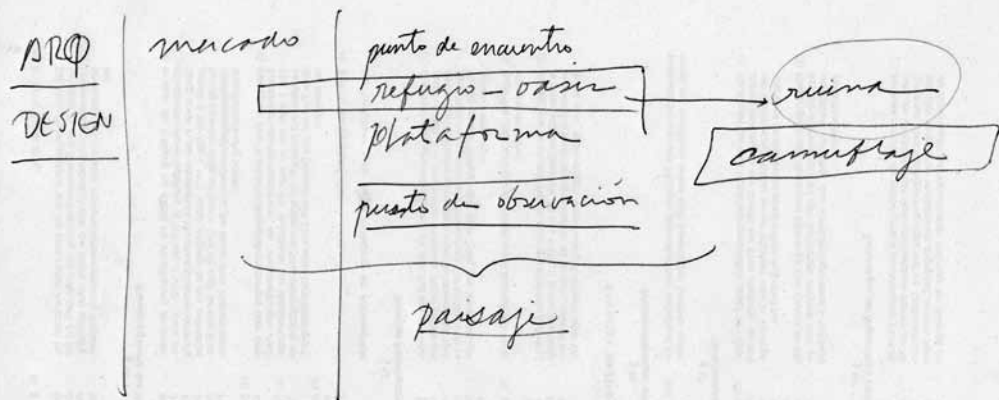 ARQ
DESIGN
mercado
punto de encuentro
refugio - oasis
plataforma
puesto de observación
paisaje
ruina
camuflaje